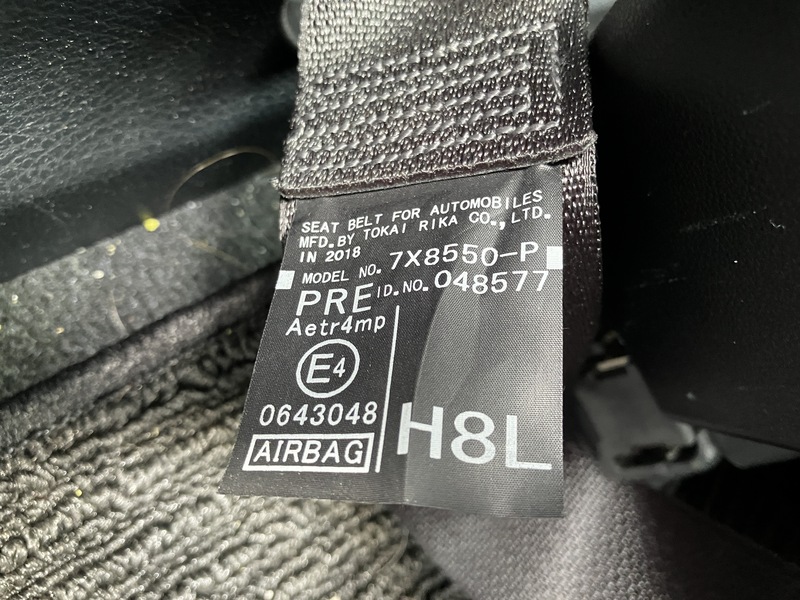 SEAT BELT FOR AUTOMOBILES
MFD.BY TOKAI RIKA CO.,LTD.
IN 2018
MODEL NO. 7X8550-P
PRE I D.NO. 048577
Aetr4mp
E4
0643048
AIRBAG
H8L